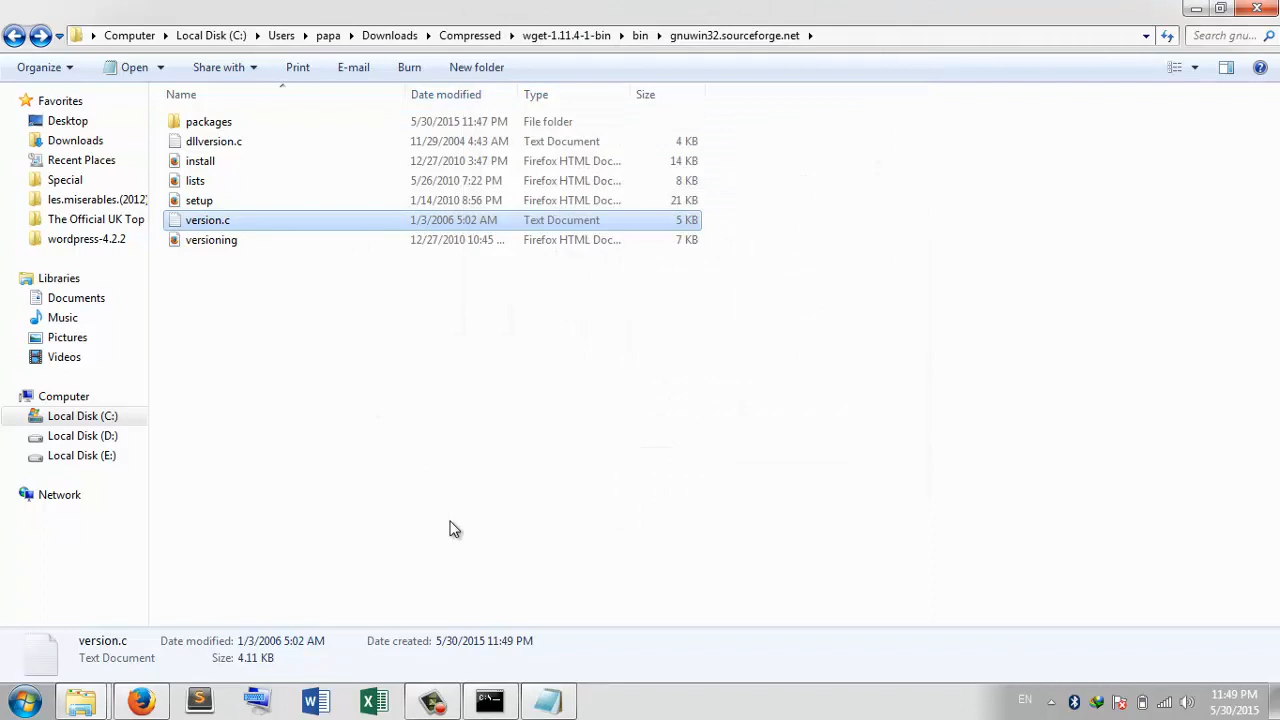 Computer Local Disk (C:) Users papa Downloads Compressed wget-1.11.4-1-bin bin gnuwin32.sourceforge.net Search gnu...
Organize Open Share with Print E-mail Burn New folder
Name Date modified Type Size
Favorites
Desktop
Downloads
Recent Places
Special
les.miserables.(2012)
The Official UK Top
wordpress-4.2.2
Libraries
Documents
Music
Pictures
Videos
Computer
Local Disk (C:)
Local Disk (D:)
Local Disk (E:)
Network
packages 5/30/2015 11:47 PM File folder
dllversion.c 11/29/2004 4:43 AM Text Document 4 KB
install 12/27/2010 3:47 PM Firefox HTML Doc... 14 KB
lists 5/26/2010 7:22 PM Firefox HTML Doc... 8 KB
setup 1/14/2010 8:56 PM Firefox HTML Doc... 21 KB
version.c 1/3/2006 5:02 AM Text Document 5 KB
versioning 12/27/2010 10:45 ... Firefox HTML Doc... 7 KB
version.c Date modified: 1/3/2006 5:02 AM Date created: 5/30/2015 11:49 PM
Text Document Size: 4.11 KB
EN 11:49 PM
5/30/2015